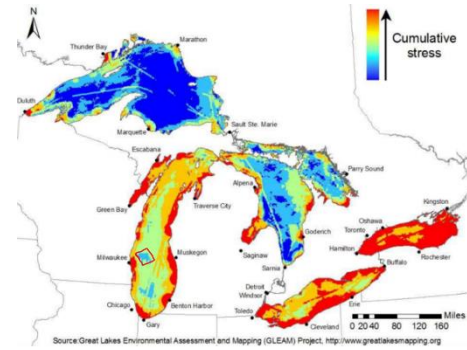 N
Cumulative
stress
Thunder Bay
Marathon
Duluth
Marquette
Sault Ste. Marie
Escabana
Parry Sound
Alpena
Green Bay
Traverse City
Kingston
Oshawa
Toronto
Goderich
Saginaw
Hamilton
Rochester
Milwaukee
Muskegon
Sarnia
Buffalo
Detroit
Windsor
Chicago
Benton Harbor
Erie
Toledo
Gary
Cleveland
Miles
0 20 40 80 120 160
Source:Great Lakes Environmental Assessment and Mapping (GLEAM) Project, http://www.greatlakesmapping.org